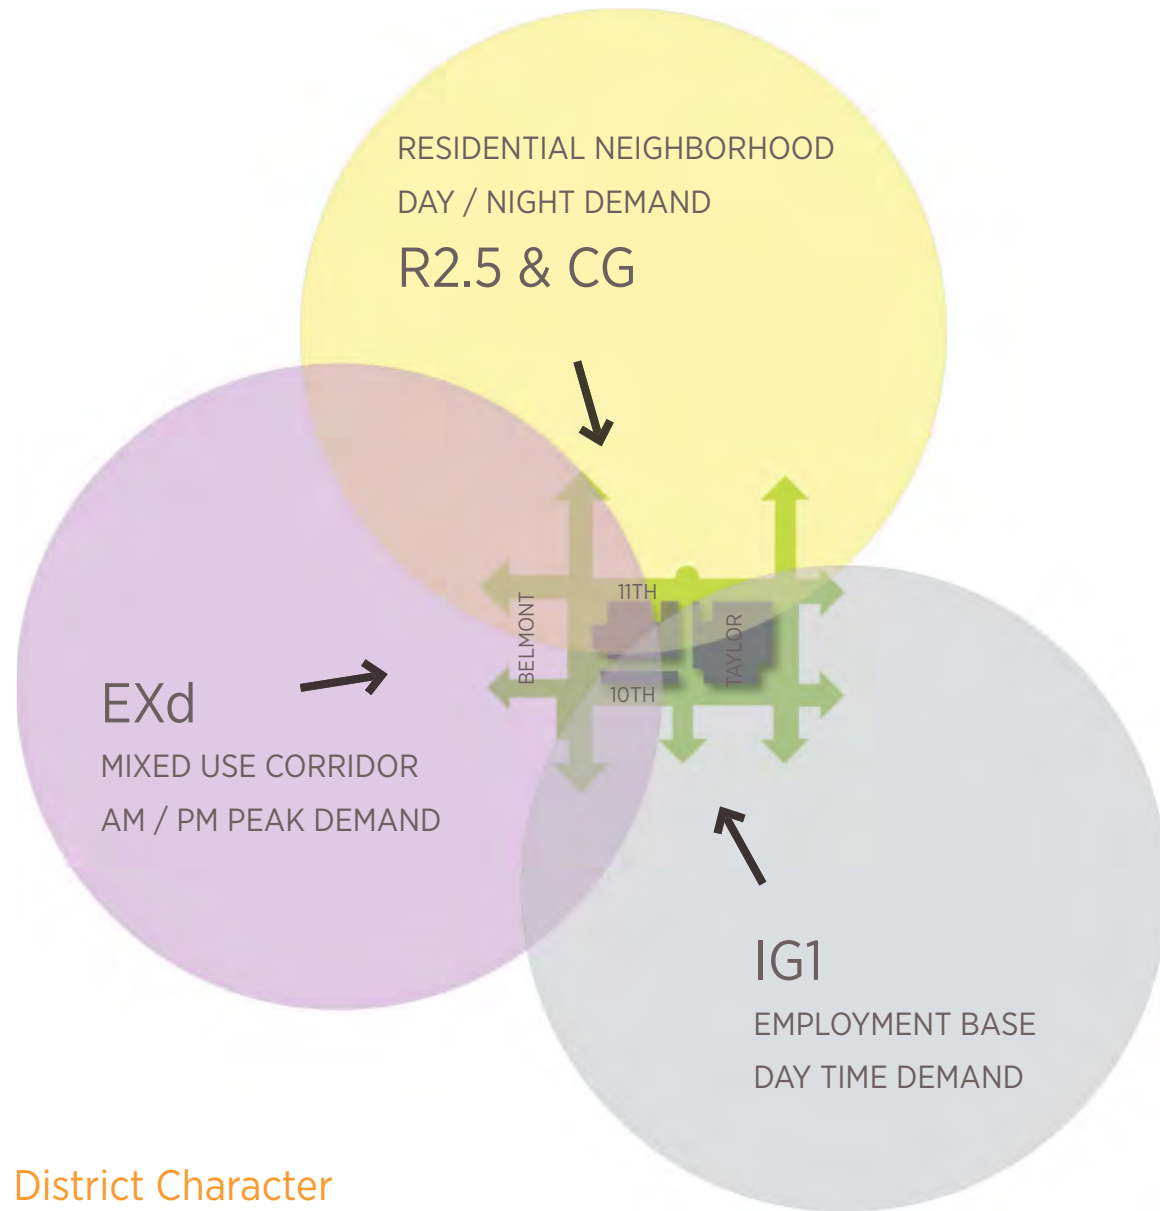 RESIDENTIAL NEIGHBORHOOD
DAY / NIGHT DEMAND
R2.5 & CG
11TH
BELMONT
TAYLOR
10TH
EXd
MIXED USE CORRIDOR
AM / PM PEAK DEMAND
IG1
EMPLOYMENT BASE
DAY TIME DEMAND
District Character